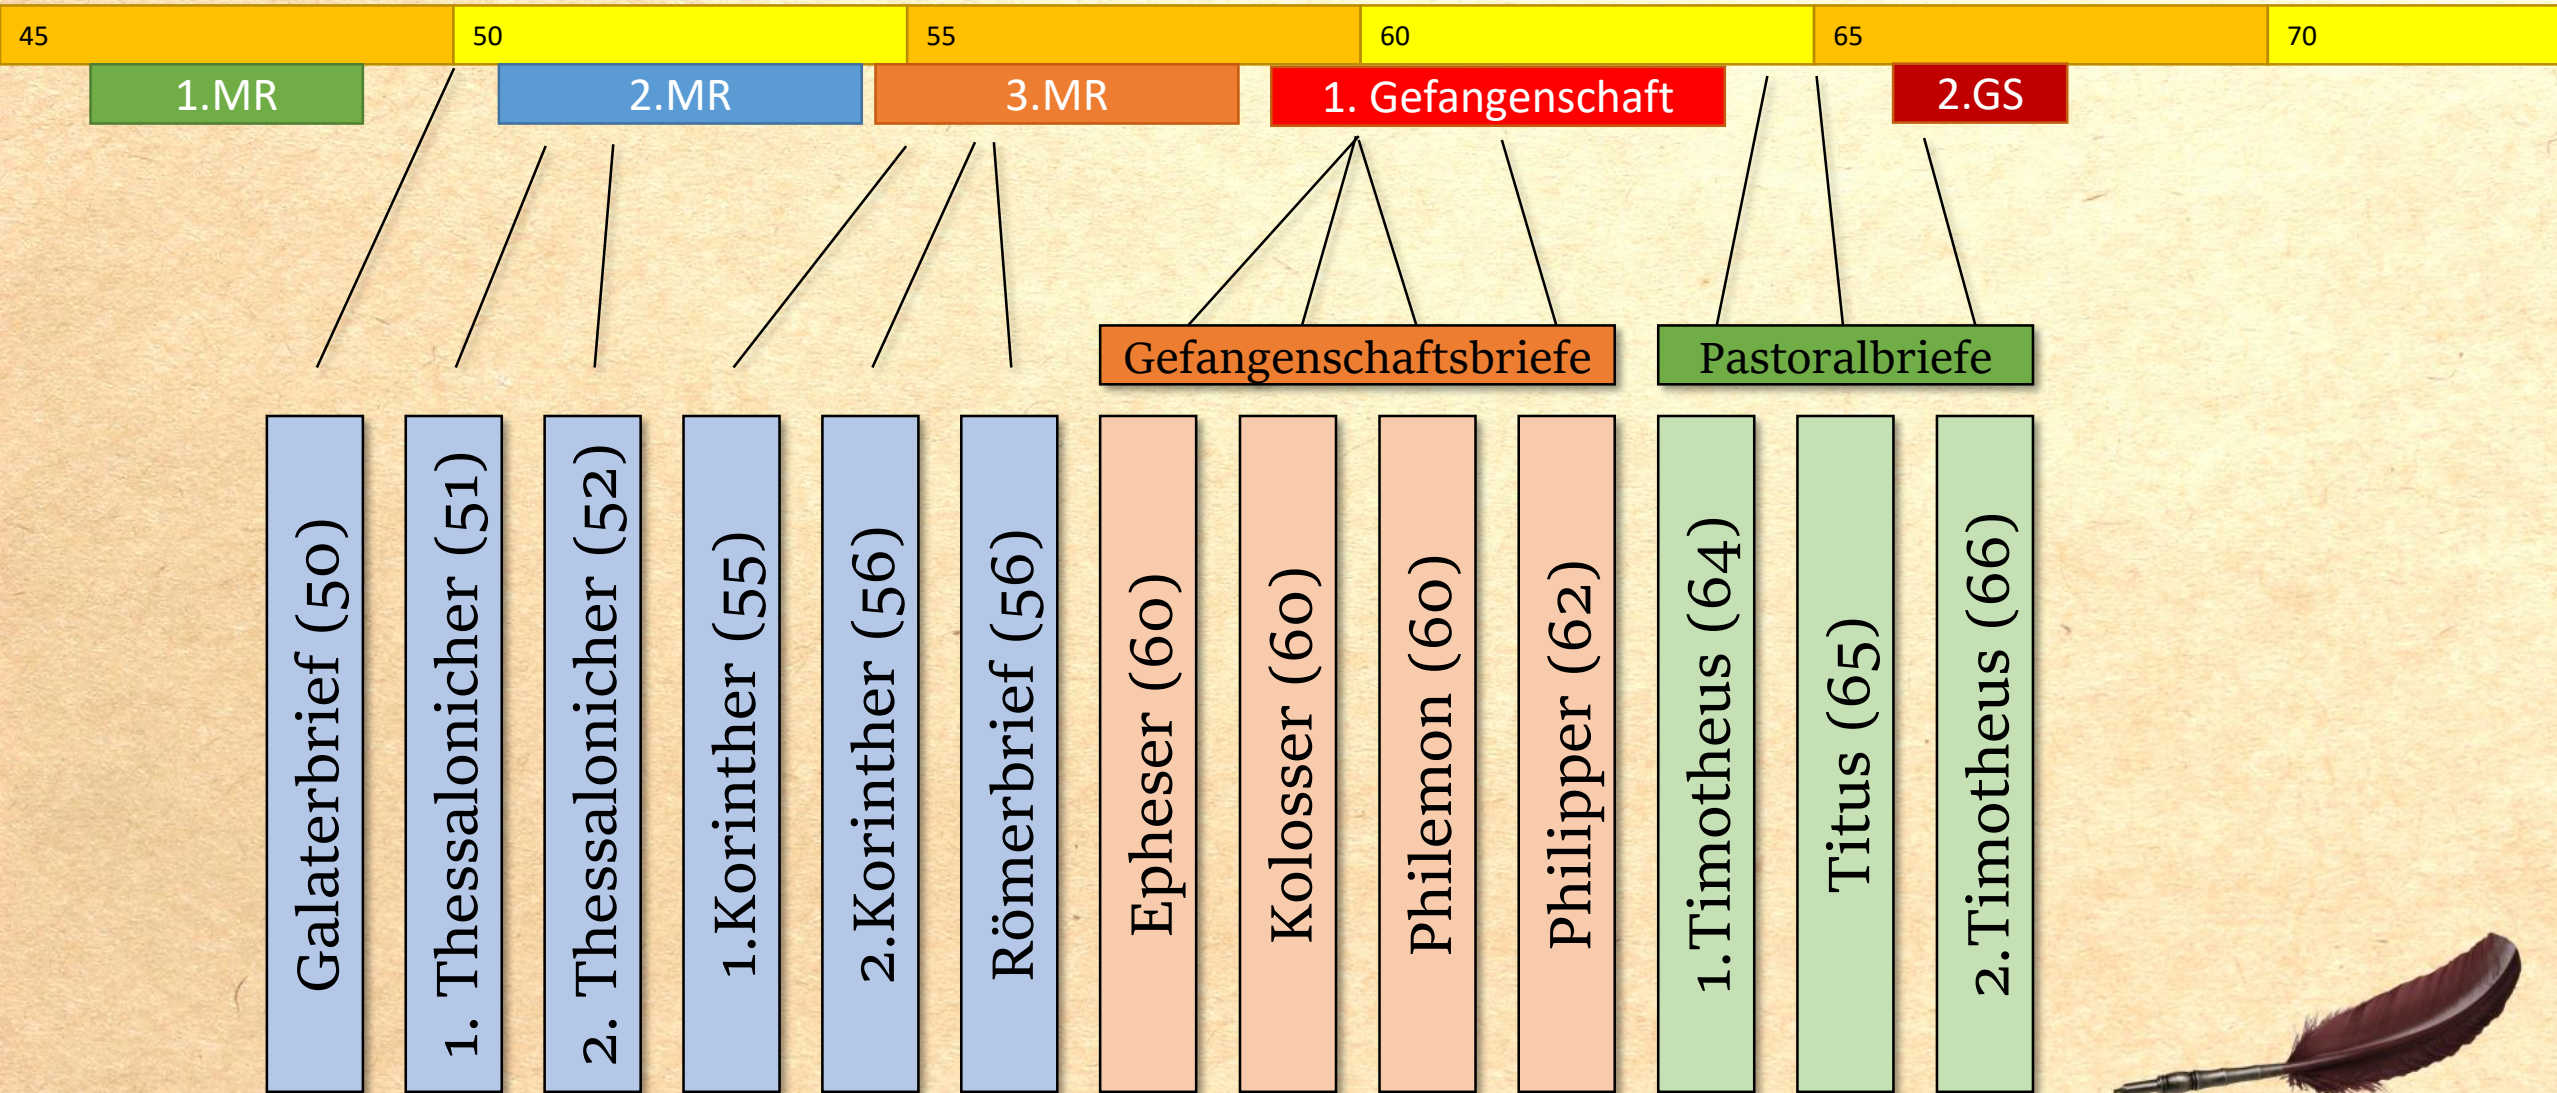 45
50
55
60
65
70
1.MR
2.MR
3.MR
1. Gefangenschaft
2.GS
Gefangenschaftsbriefe
Pastoralbriefe
Galaterbrief (50)
1. Thessalonicher (51)
2. Thessalonicher (52)
1.Korinther (55)
2.Korinther (56)
Römerbrief (56)
Epheser (60)
Kolosser (60)
Philemon (60)
Philipper (62)
1.Timotheus (64)
Titus (65)
2.Timotheus (66)